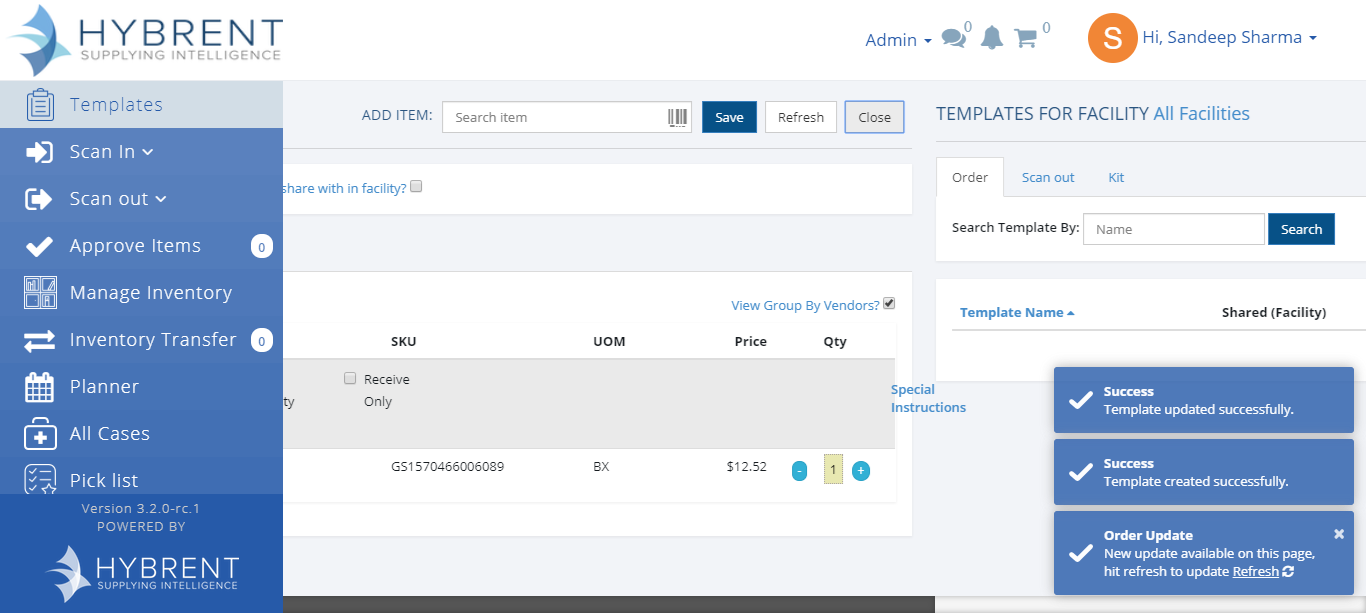 HYBRENT
SUPPLYING INTELLIGENCE
Admin
0
0
S
Hi, Sandeep Sharma
Templates
Scan In
Scan out
Approve Items
0
Manage Inventory
Inventory Transfer
0
Planner
All Cases
Pick list
Version 3.2.0-rc.1
POWERED BY
HYBRENT
SUPPLYING INTELLIGENCE
ADD ITEM:
Search item
Save
Refresh
Close
share with in facility?
View Group By Vendors?
SKU UOM Price Qty
Receive
Only
ty
Special
Instructions
GS1570466006089 BX $12.52 - 1 +
TEMPLATES FOR FACILITY All Facilities
Order Scan out Kit
Search Template By: Name Search
Template Name Shared (Facility)
Success
Template updated successfully.
Success
Template created successfully.
Order Update
New update available on this page,
hit refresh to update Refresh